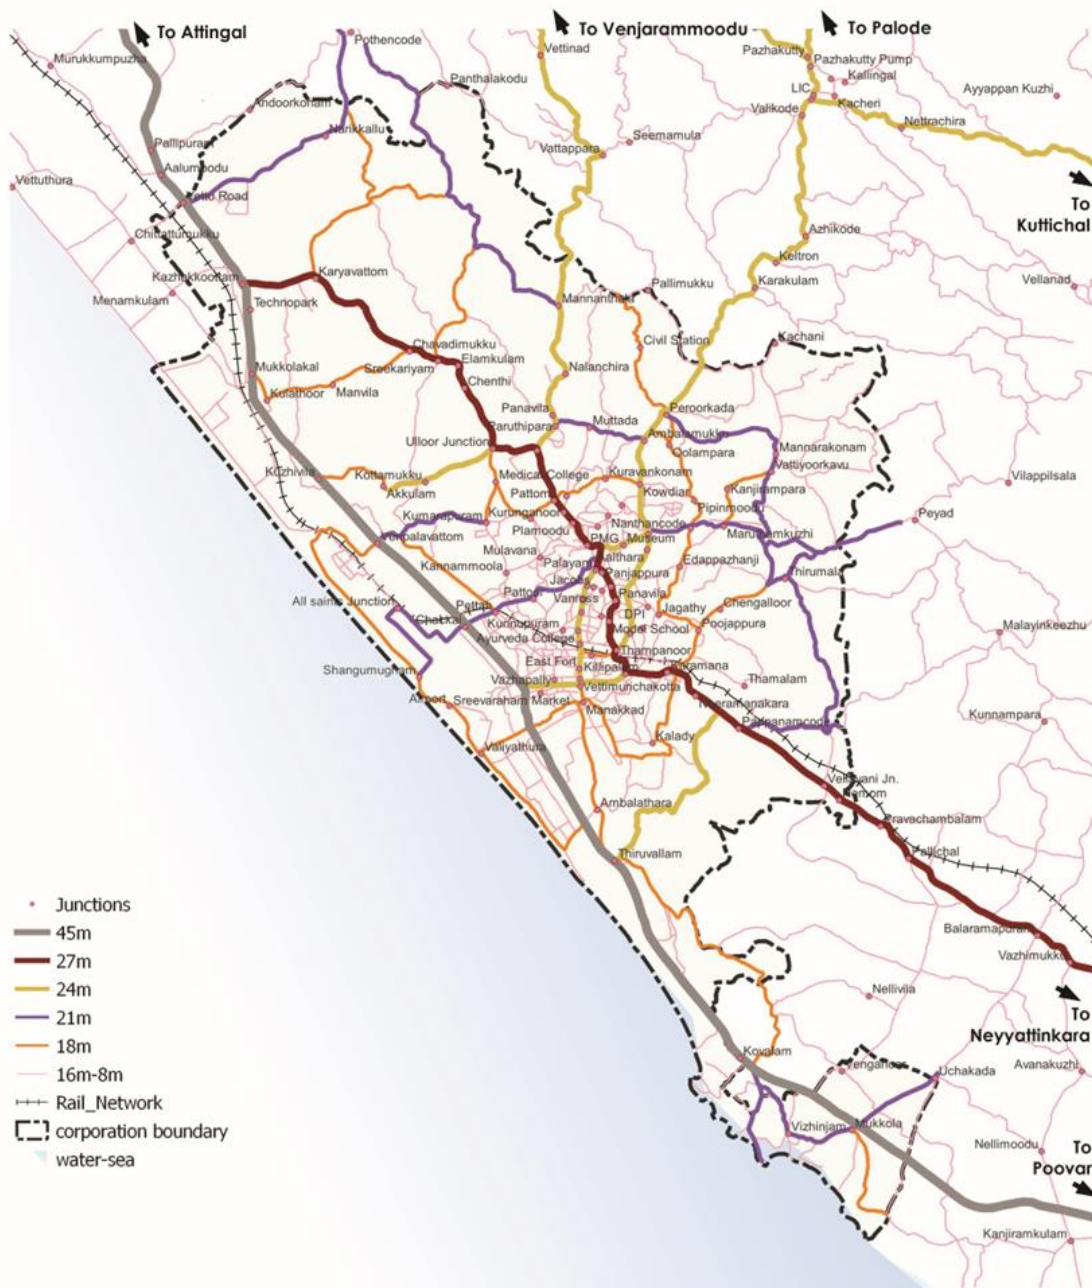 To Attingal
To Venjarammoodu
To Palode
Pothencode
Vettinad
Pazhakutty
Pazhakutty Pump
Murukkumpuzha
Panthalakodu
Kallingal
LIC
Ayyappan Kuzhi
Andoorkonam
Valikode
Kacheri
Nettrachira
Narikkallu
Seemamula
Pallipuram
Vattappara
Aalumoodu
Vettuthura
To
Kuttichal
Chittattumukku
Azhikode
Keltron
Kazhakkoottam
Karyavattom
Pallimukku
Karakulam
Vellanad
Menamkulam
Technopark
Civil Station
Kachani
Chavadimukku
Sreekariyam
Elamkulam
Mukkolakal
Nalanchira
Chenthi
Kulathoor
Manvila
Panavila
Paruthipara
Muttada
Peroorkada
Ulloor Junction
Ambalamukku
Mannarakonam
Oolampara
Vattiyoorkavu
Kuzhivila
Kottamukku
Medical College
Kuravankonam
Vilappilsala
Akkulam
Pattom
Kowdiar
Kanjirampara
Kumarapuram
Kurunganoor
Pipinmoodu
Peyad
Plamoodu
Nanthancode
Maruthamkuzhi
Venpalavattom
PMG
Museum
Mulavana
Palayam
Edappazhanji
Kannammoola
Panjappura
Thirumala
Jacobs
Vanross
Panavila
All saints Junction
Pettah
Pattoor
Jagathy
Chengalloor
Chakkai
Kunnupuram
DPI
Model School
Poojappura
Malayinkeezhu
Ayurveda College
Thampanoor
East Fort
Killipalam
Karamana
Shangumugham
Vazhapally
Vettimurichakotta
Thamalam
Airport
Sreevaraham Market
Manakkad
Neeramanakara
Kunnampara
Pappanamcode
Valiyathura
Kalady
Vellayani Jn.
Nemom
Ambalathara
Pravachambalam
Thiruvallam
Pallichal
Balaramapuram
Vazhimukku
Nellivila
To
Neyyattinkara
Kovalam
Venganoor
Uchakada
Avanakuzhi
Vizhinjam
Mukkola
Nellimoodu
To
Poovar
Kanjiramkulam
Junctions
45m
27m
24m
21m
18m
16m-8m
Rail_Network
corporation boundary
water-sea